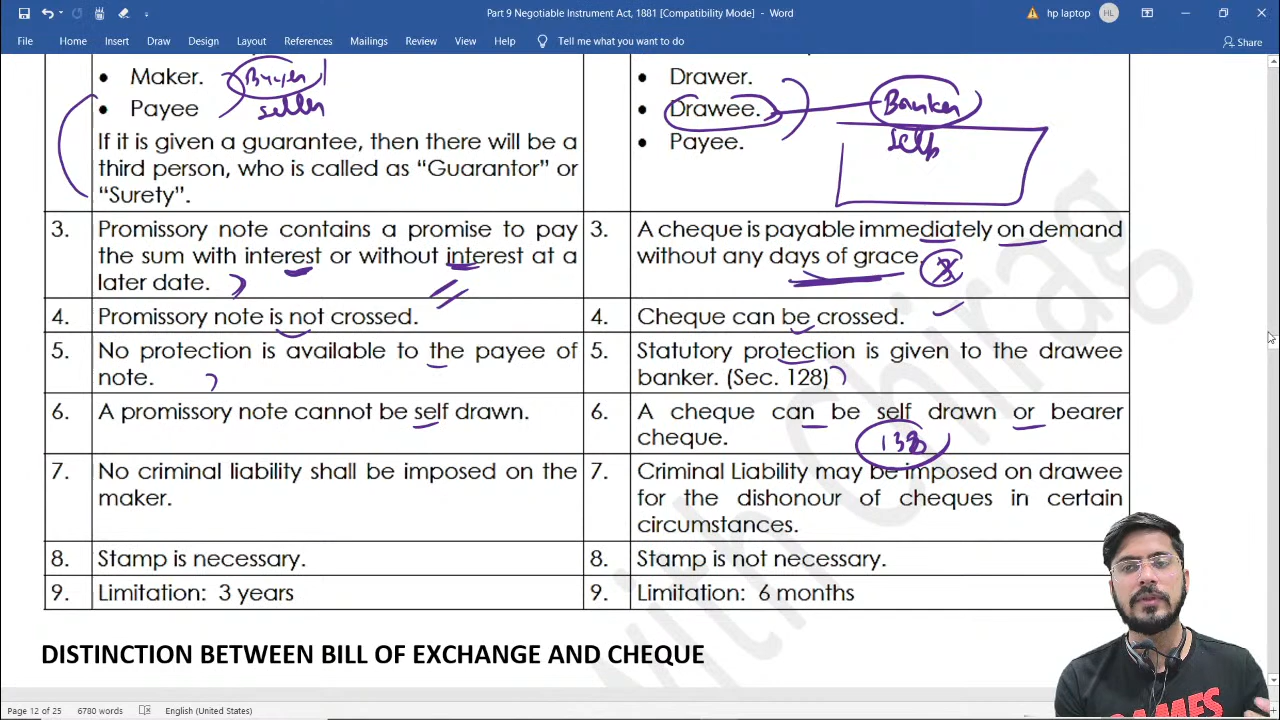 Part 9 Negotiable Instrument Act, 1881 [Compatibility Mode] - Word
hp laptop
HL
File Home Insert Draw Design Layout References Mailings Review View Help Tell me what you want to do
Share
• Maker. Buyer
• Payee seller
If it is given a guarantee, then there will be a
third person, who is called as “Guarantor” or
“Surety”.
• Drawer.
• Drawee. Banker
• Payee. Self
3. Promissory note contains a promise to pay
the sum with interest or without interest at a
later date.
3. A cheque is payable immediately on demand
without any days of grace.
4. Promissory note is not crossed.
4. Cheque can be crossed.
5. No protection is available to the payee of
note.
5. Statutory protection is given to the drawee
banker. (Sec. 128)
6. A promissory note cannot be self drawn.
6. A cheque can be self drawn or bearer
cheque. 138
7. No criminal liability shall be imposed on the
maker.
7. Criminal Liability may be imposed on drawee
for the dishonour of cheques in certain
circumstances.
8. Stamp is necessary.
8. Stamp is not necessary.
9. Limitation: 3 years
9. Limitation: 6 months
DISTINCTION BETWEEN BILL OF EXCHANGE AND CHEQUE
with Chirag
GAMES
Page 12 of 25 6780 words English (United States)